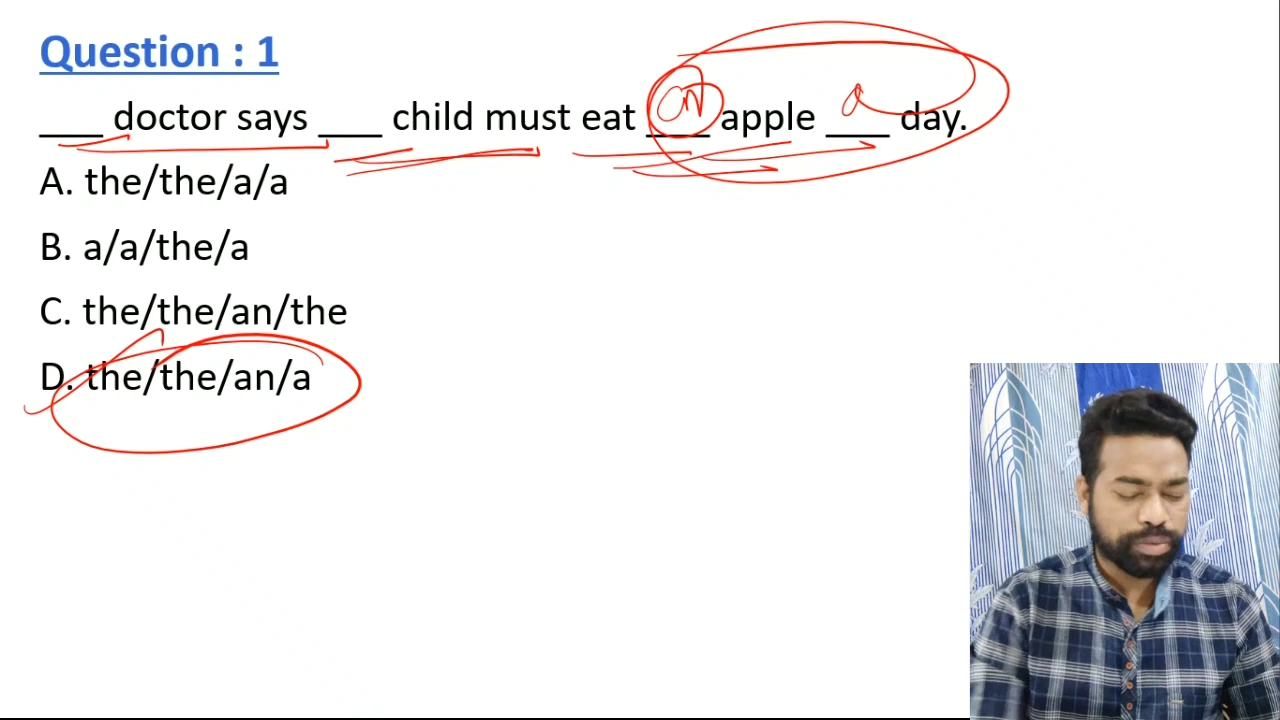 Question : 1
___ doctor says ___ child must eat ___ apple ___ day.
an a
A. the/the/a/a
B. a/a/the/a
C. the/the/an/the
D. the/the/an/a